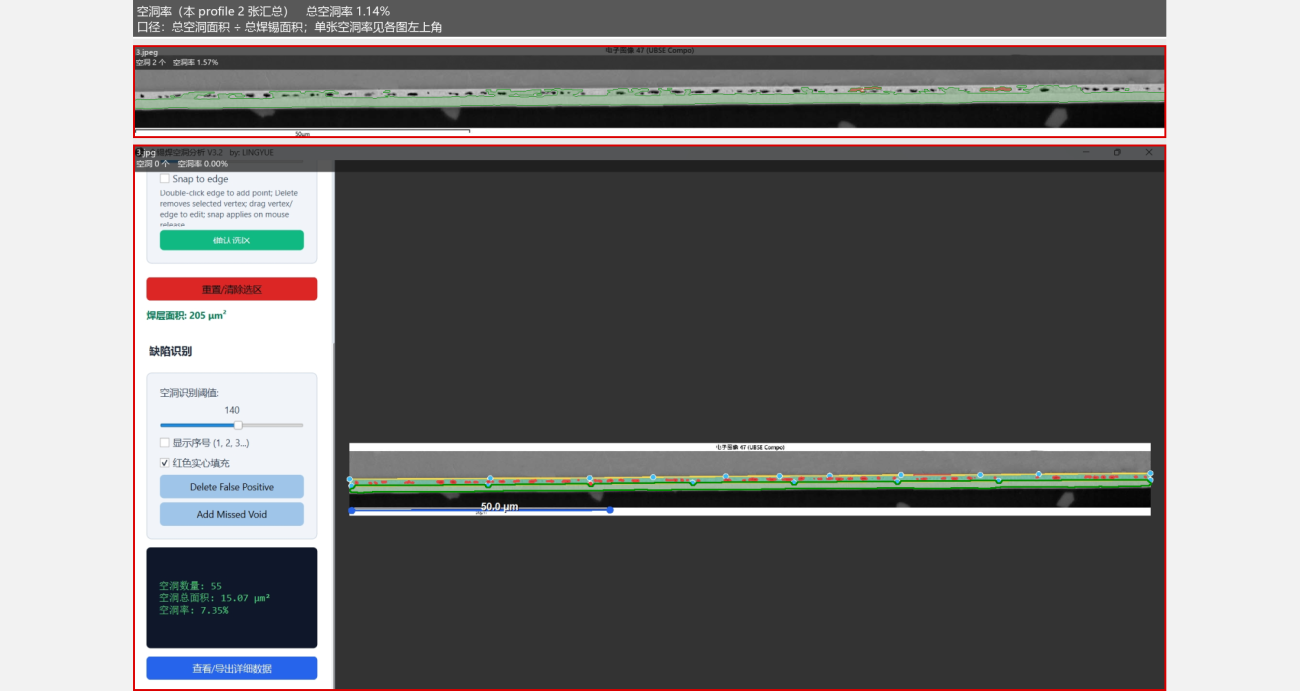 空洞率（本 profile 2 张汇总） 总空洞率 1.14%
口径：总空洞面积 ÷ 总焊锡面积；单张空洞率见各图左上角
3.jpeg
电子图像 47 (UBSE Compo)
空洞 2 个 空洞率 1.57%
50μm
3.jpg
空洞分析 V3.2 by: LINGYUE
空洞 0 个 空洞率 0.00%
Snap to edge
Double-click edge to add point; Delete
removes selected vertex; drag vertex/
edge to edit; snap applies on mouse
release
确认选区
重置/清除选区
焊层面积: 205 μm²
缺陷识别
空洞识别阈值:
140
显示序号 (1, 2, 3...)
红色实心填充
Delete False Positive
Add Missed Void
电子图像 47 (UBSE Compo)
50.0 μm
空洞数量: 55
空洞总面积: 15.07 μm²
空洞率: 7.35%
查看/导出详细数据